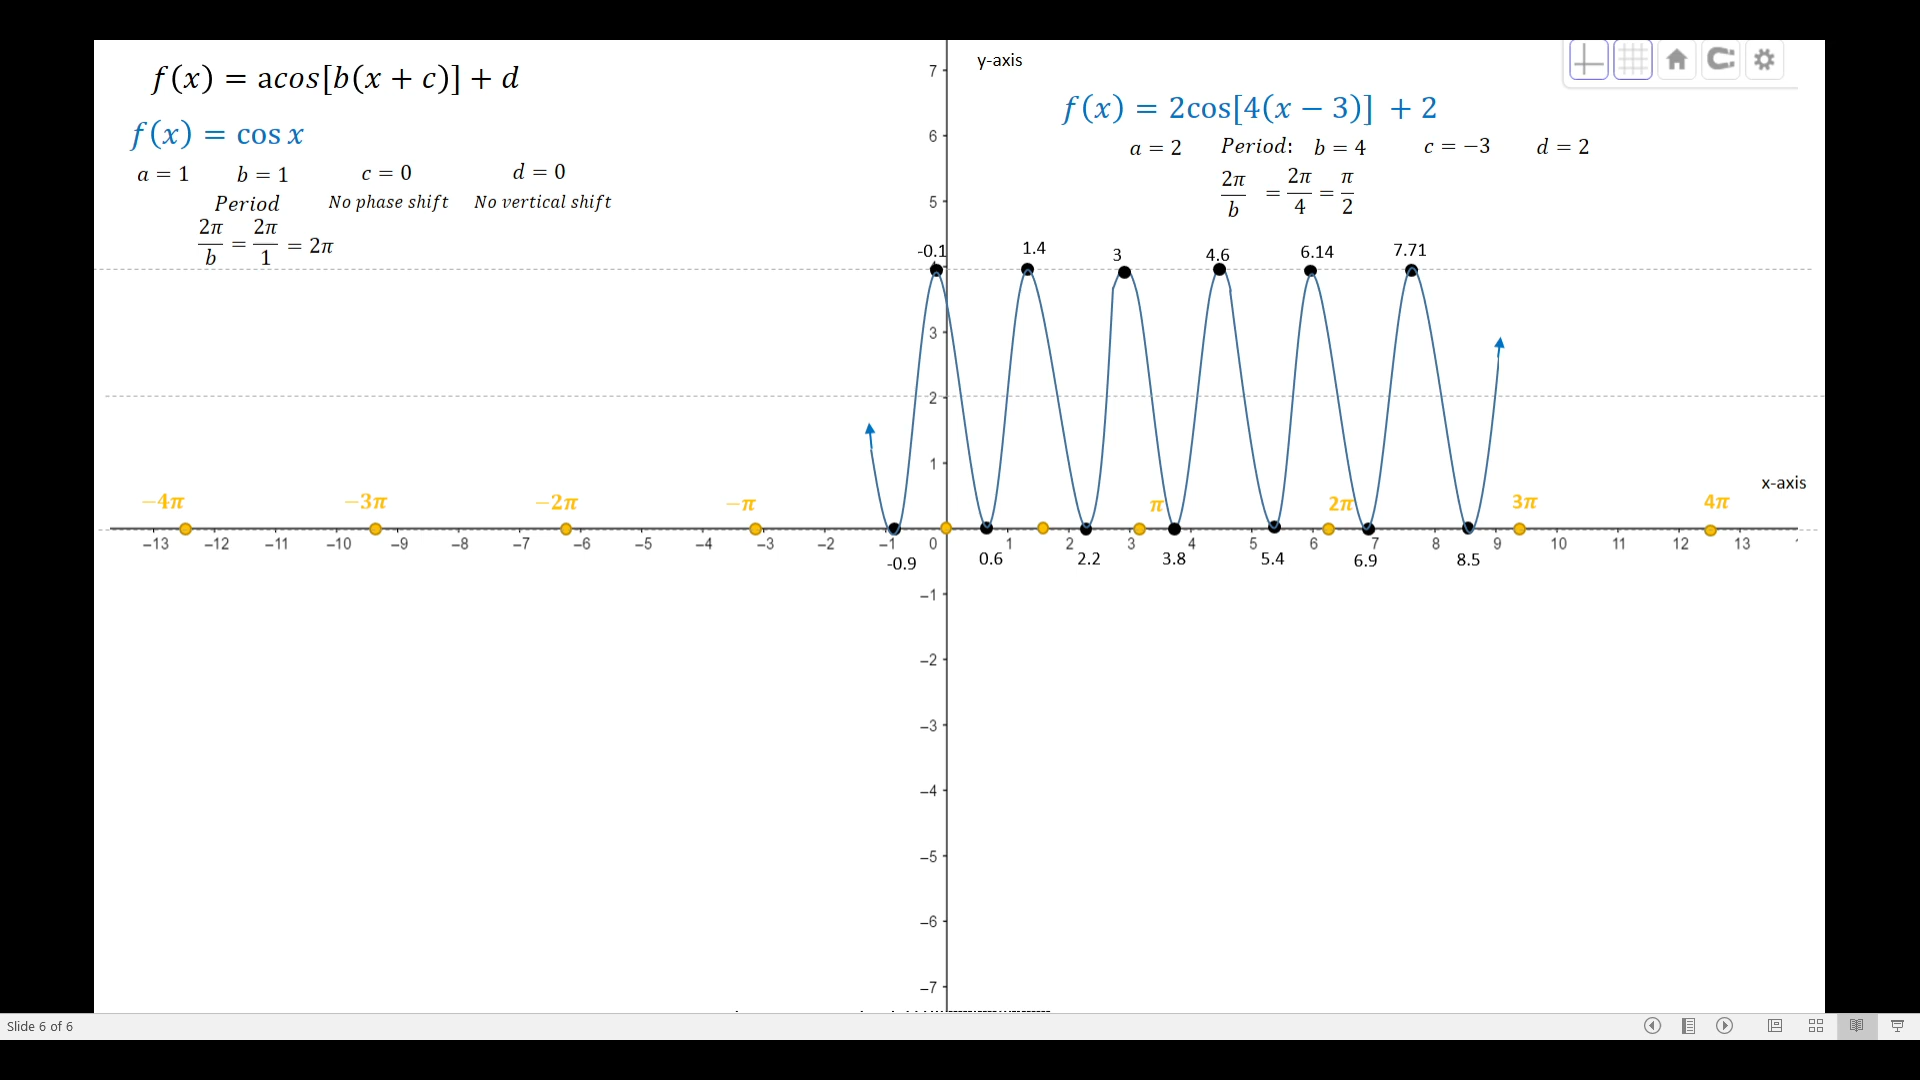 f(x) = acos[b(x + c)] + d
f(x) = cos x
a = 1 b = 1 c = 0 d = 0
Period No phase shift No vertical shift
2π/b = 2π/1 = 2π
y-axis
f(x) = 2cos[4(x − 3)] + 2
a = 2 Period: b = 4 c = −3 d = 2
2π/b = 2π/4 = π/2
7
6
5
-0.1 1.4 3 4.6 6.14 7.71
3
2
1
x-axis
−4π −3π −2π −π π 2π 3π 4π
−13 −12 −11 −10 −9 −8 −7 −6 −5 −4 −3 −2 −1 0 1 2 3 4 5 6 7 8 9 10 11 12 13
-0.9 0.6 2.2 3.8 5.4 6.9 8.5
−1
−2
−3
−4
−5
−6
−7
Slide 6 of 6